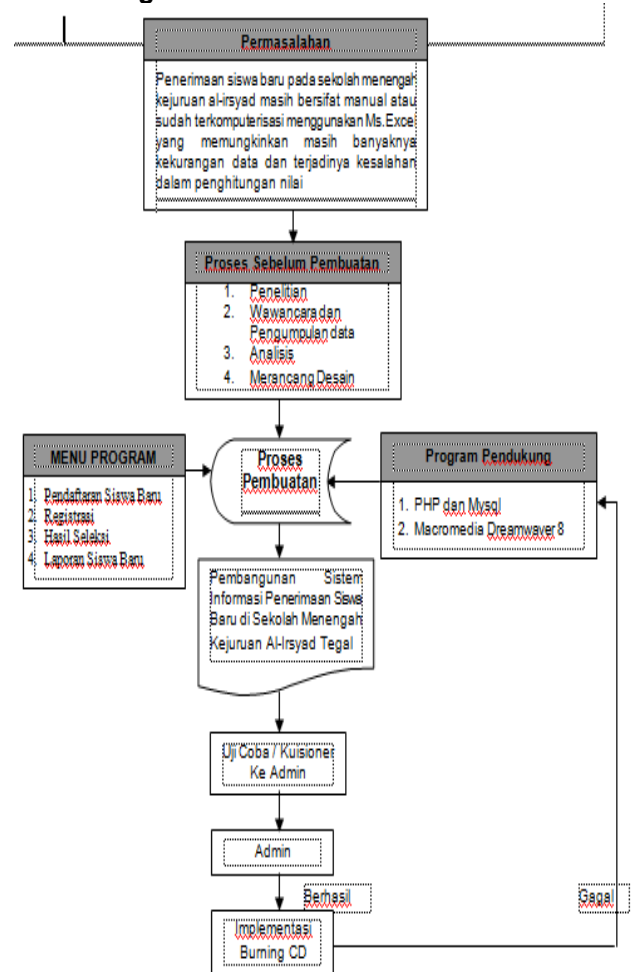 Permasalahan
Penerimaan siswa baru pada sekolah menengah
kejuruan al-irsyad masih bersifat manual atau
sudah terkomputerisasi menggunakan Ms.Excel
yang memungkinkan masih banyaknya
kekurangan data dan terjadinya kesalahan
dalam penghitungan nilai
Proses Sebelum Pembuatan
1. Penelitian
2. Wawancara dan
Pengumpulan data
3. Analisis
4. Merancang Desain
MENU PROGRAM
1. Pendaftaran Siswa Baru
2. Registrasi
3. Hasil Seleksi
4. Laporan Siswa Baru
Proses
Pembuatan
Program Pendukung
1. PHP dan Mysql
2. Macromedia Dreamwaver 8
Pembangunan Sistem
Informasi Penerimaan Siswa
Baru di Sekolah Menengah
Kejuruan Al-Irsyad Tegal
Uji Coba / Kuisioner
Ke Admin
Admin
Berhasil
Gagal
Implementasi
Burning CD